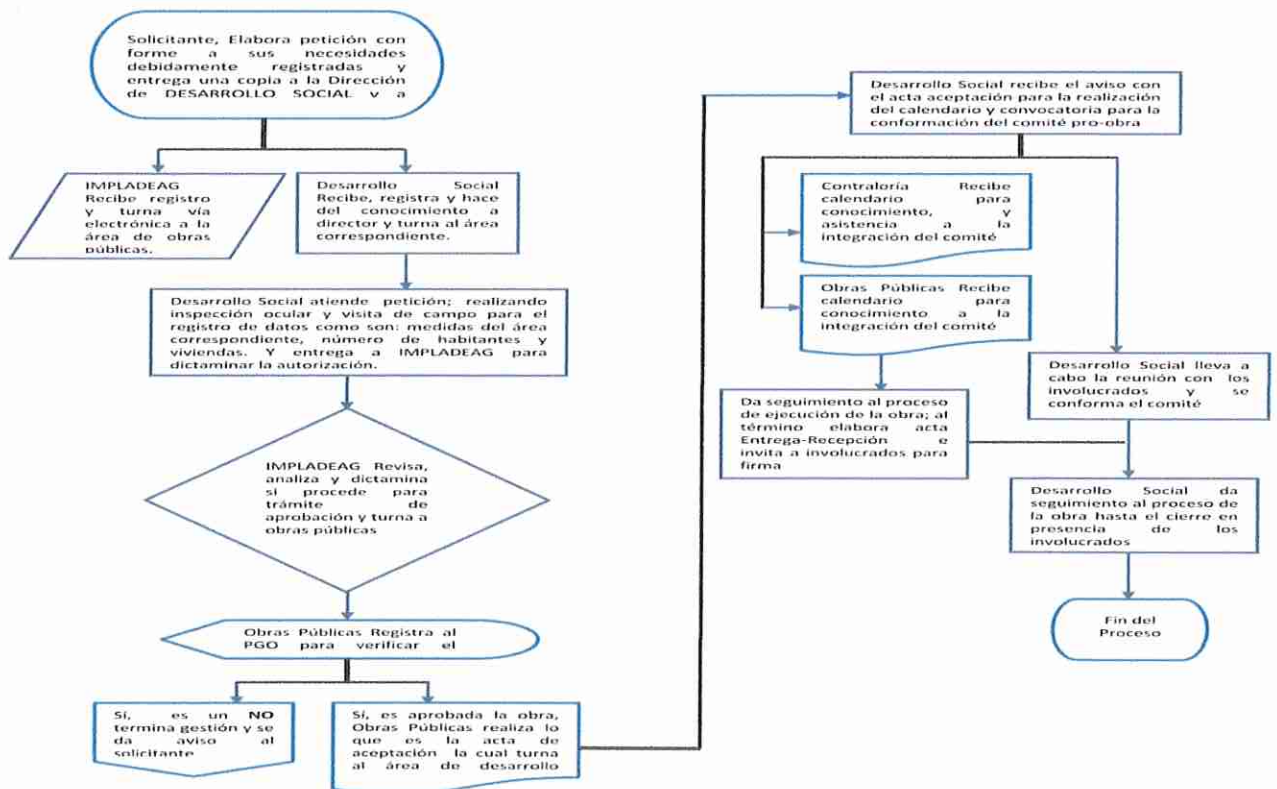 Solicitante, Elabora petición con
forme a sus necesidades
debidamente registradas y
entrega una copia a la Dirección
de DESARROLLO SOCIAL y a
IMPLADEAG
Recibe registro
y turna vía
electrónica a la
área de obras
públicas.
Desarrollo Social
Recibe, registra y hace
del conocimiento a
director y turna al área
correspondiente.
Desarrollo Social atiende petición; realizando
inspección ocular y visita de campo para el
registro de datos como son: medidas del área
correspondiente, número de habitantes y
viviendas. Y entrega a IMPLADEAG para
dictaminar la autorización.
IMPLADEAG Revisa,
analiza y dictamina
si procede para
trámite de
aprobación y turna a
obras públicas
Obras Públicas Registra al
PGO para verificar el
Sí, es un NO
termina gestión y se
da aviso al
solicitante
Sí, es aprobada la obra,
Obras Públicas realiza lo
que es la acta de
aceptación la cual turna
al área de desarrollo
Desarrollo Social recibe el aviso con
el acta aceptación para la realización
del calendario y convocatoria para la
conformación del comité pro-obra
Contraloría Recibe
calendario para
conocimiento, y
asistencia a la
integración del comité
Obras Públicas Recibe
calendario para
conocimiento a la
integración del comité
Da seguimiento al proceso
de ejecución de la obra; al
término elabora acta
Entrega-Recepción e
invita a involucrados para
firma
Desarrollo Social lleva a
cabo la reunión con los
involucrados y se
conforma el comité
Desarrollo Social da
seguimiento al proceso de
la obra hasta el cierre en
presencia de los
involucrados
Fin del
Proceso